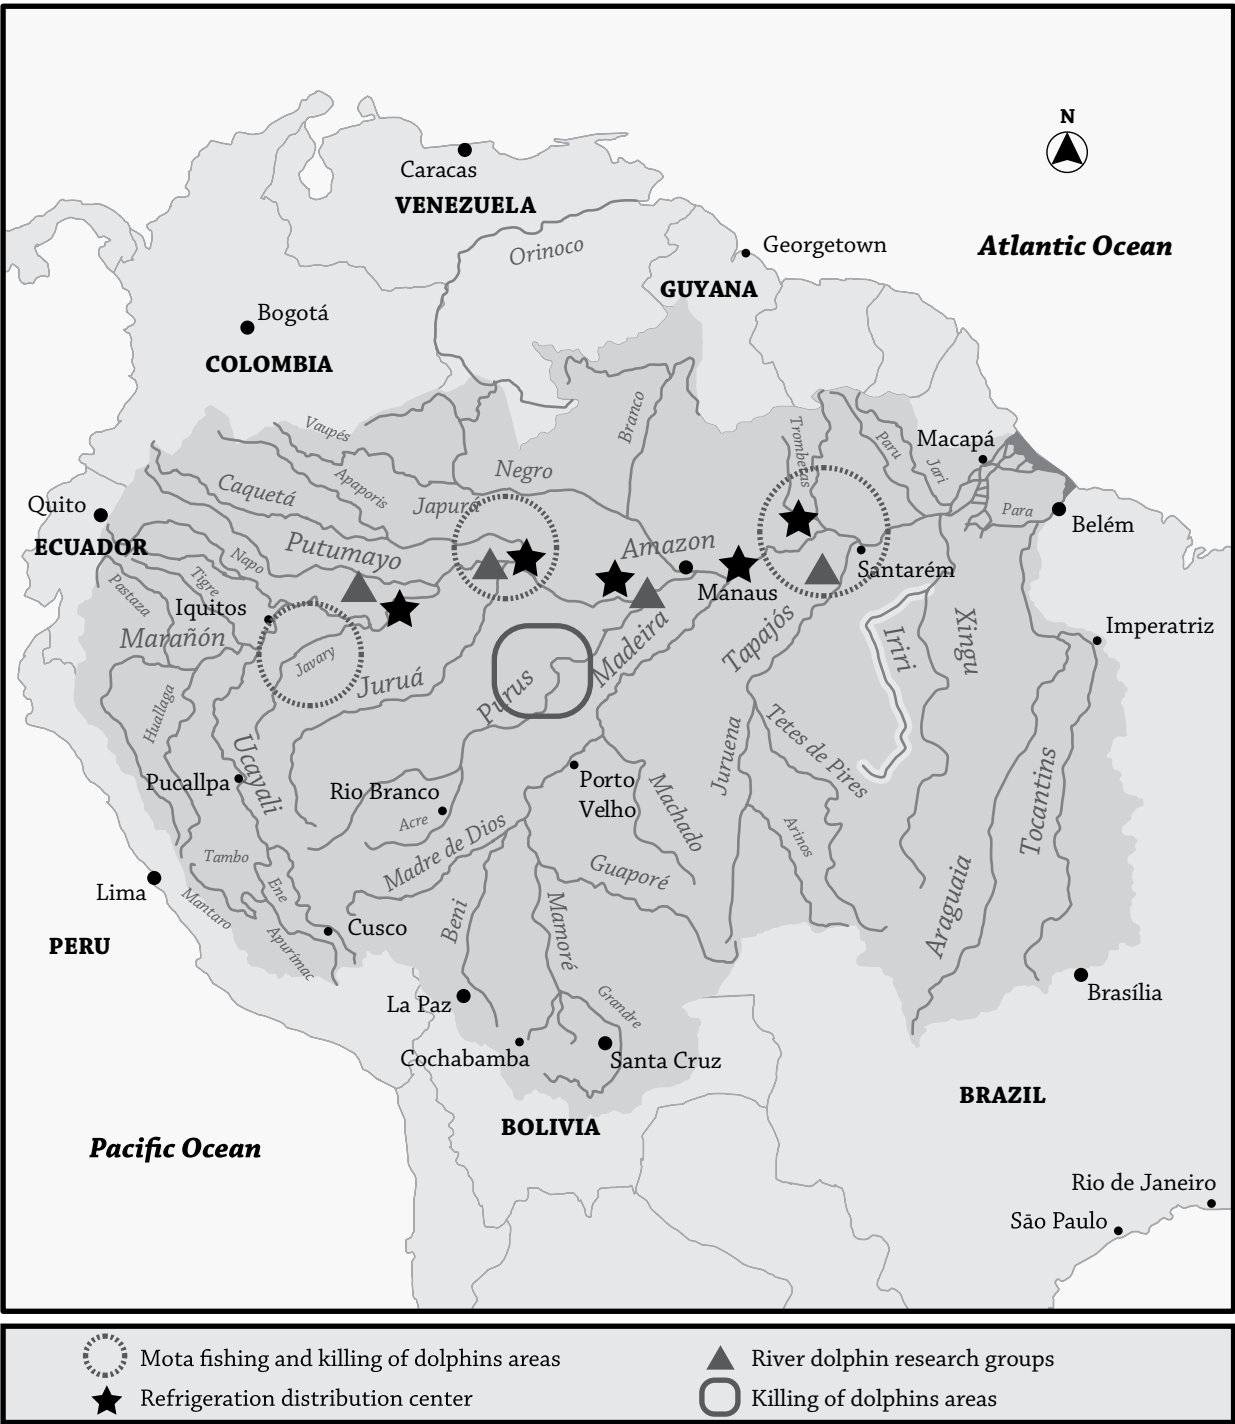 N
Caracas
VENEZUELA
Orinoco
Georgetown
Atlantic Ocean
GUYANA
Bogotá
COLOMBIA
Branco
Vaupés
Trombetas
Paru
Macapá
Jari
Negro
Apaporis
Caquetá
Japurá
Quito
Para
Belém
ECUADOR
Putumayo
Amazon
Napo
Tigre
Pastaza
Santarém
Manaus
Iquitos
Marañón
Javary
Madeira
Tapajós
Iriri
Xingu
Imperatriz
Juruá
Purus
Huallaga
Ucayali
Juruena
Tetes de Pires
Pucallpa
Rio Branco
Porto
Velho
Machado
Tocantins
Acre
Madre de Dios
Arinos
Tambo
Guaporé
Lima
Mantaro
Ene
Araguaia
Cusco
Beni
Mamoré
PERU
Apurímac
Brasília
La Paz
Grandre
Cochabamba
Santa Cruz
BRAZIL
BOLIVIA
Pacific Ocean
Rio de Janeiro
São Paulo
Mota fishing and killing of dolphins areas
River dolphin research groups
Refrigeration distribution center
Killing of dolphins areas